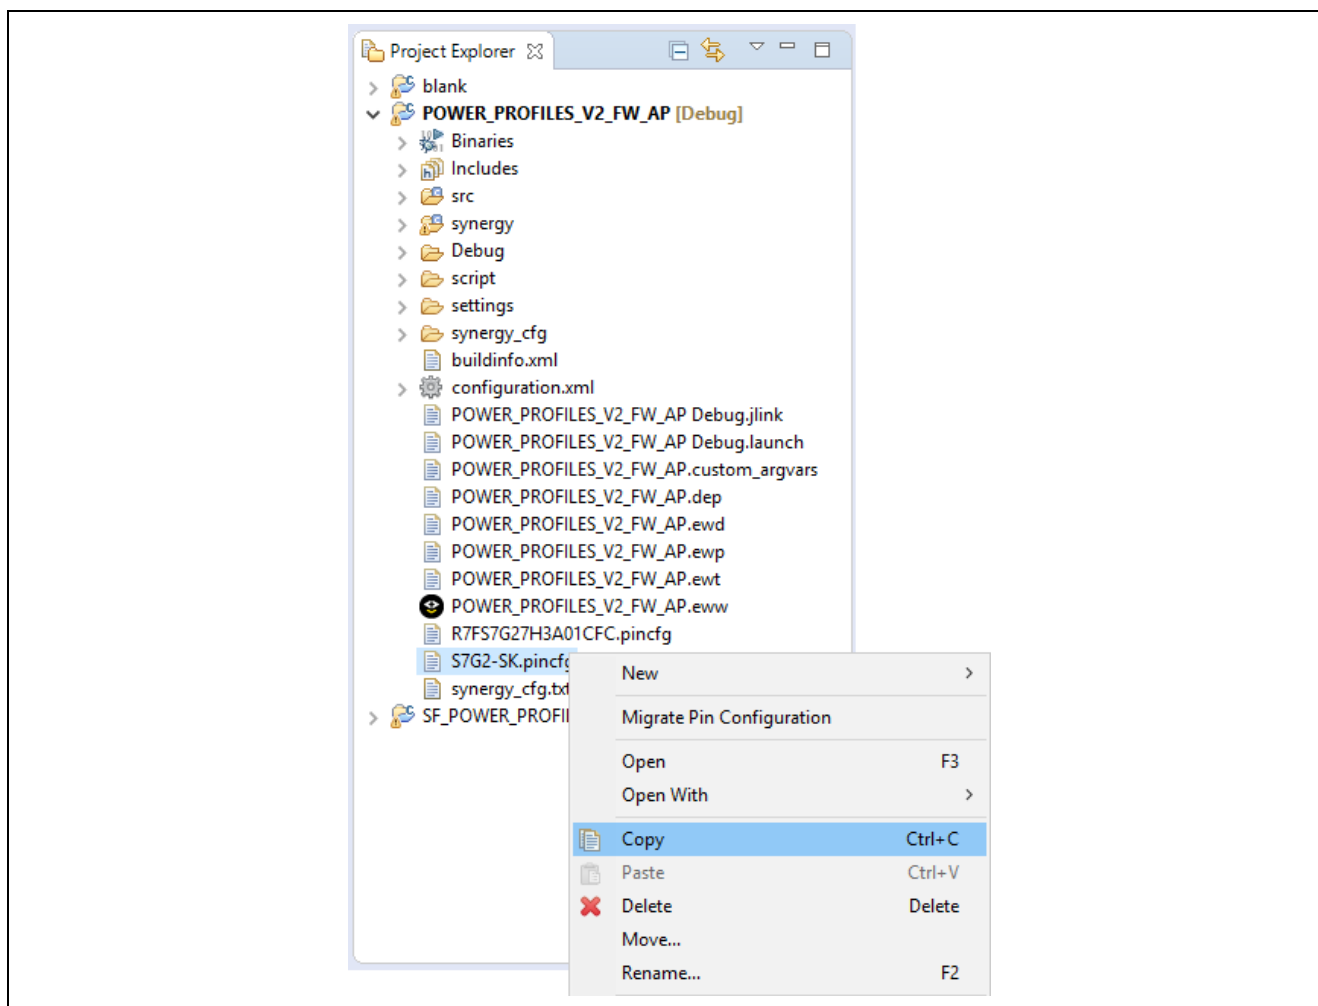 Project Explorer
blank
POWER_PROFILES_V2_FW_AP [Debug]
Binaries
Includes
src
synergy
Debug
script
settings
synergy_cfg
buildinfo.xml
configuration.xml
POWER_PROFILES_V2_FW_AP Debug.jlink
POWER_PROFILES_V2_FW_AP Debug.launch
POWER_PROFILES_V2_FW_AP.custom_argvars
POWER_PROFILES_V2_FW_AP.dep
POWER_PROFILES_V2_FW_AP.ewd
POWER_PROFILES_V2_FW_AP.ewp
POWER_PROFILES_V2_FW_AP.ewt
POWER_PROFILES_V2_FW_AP.eww
R7FS7G27H3A01CFC.pincfg
S7G2-SK.pincfg
synergy_cfg.txt
SF_POWER_PROFI
New
Migrate Pin Configuration
Open F3
Open With
Copy Ctrl+C
Paste Ctrl+V
Delete Delete
Move...
Rename... F2